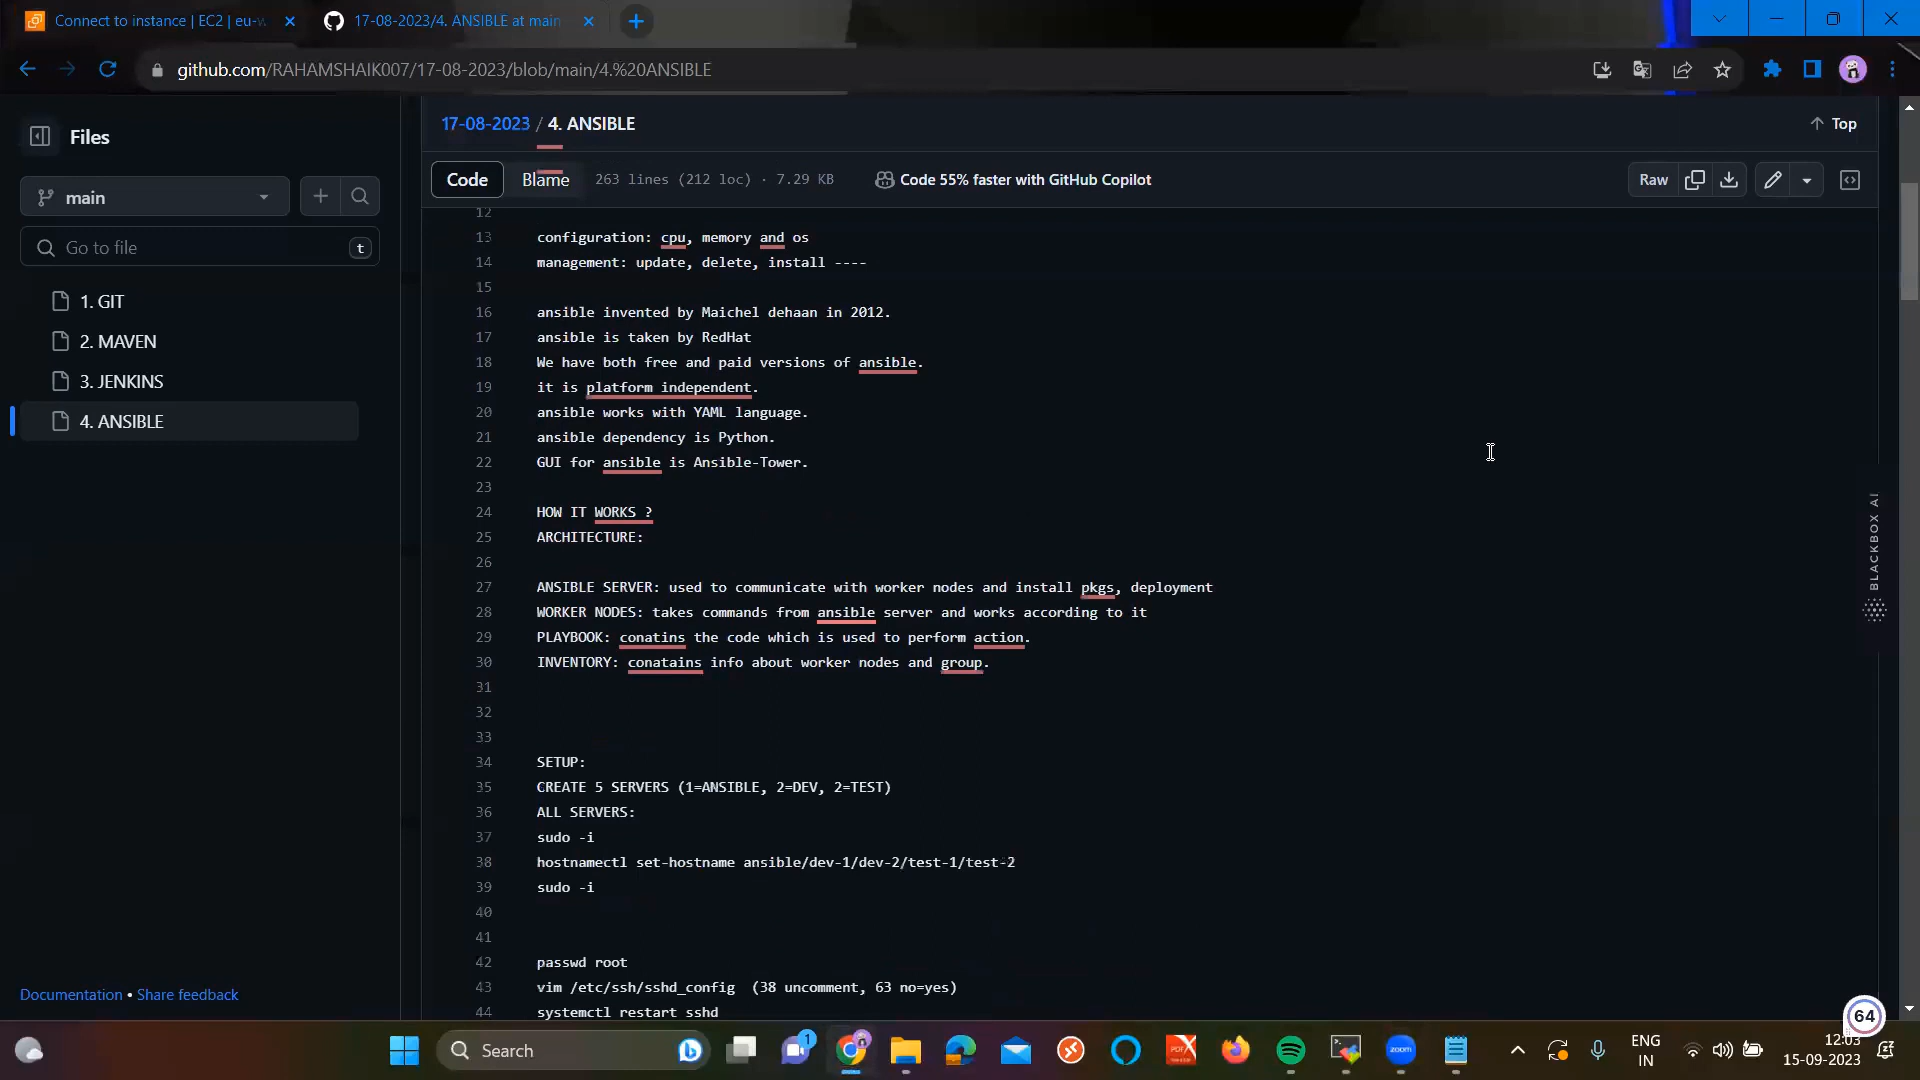 Connect to instance | EC2 | eu-w
17-08-2023/4. ANSIBLE at main
github.com/RAHAMSHAIK007/17-08-2023/blob/main/4.%20ANSIBLE
Files
main
Go to file
t
1. GIT
2. MAVEN
3. JENKINS
4. ANSIBLE
Documentation • Share feedback
17-08-2023 / 4. ANSIBLE
Top
Code
Blame
263 lines (212 loc) · 7.29 KB
Code 55% faster with GitHub Copilot
Raw
12
13 configuration: cpu, memory and os
14 management: update, delete, install ----
15
16 ansible invented by Maichel dehaan in 2012.
17 ansible is taken by RedHat
18 We have both free and paid versions of ansible.
19 it is platform independent.
20 ansible works with YAML language.
21 ansible dependency is Python.
22 GUI for ansible is Ansible-Tower.
23
24 HOW IT WORKS ?
25 ARCHITECTURE:
26
27 ANSIBLE SERVER: used to communicate with worker nodes and install pkgs, deployment
28 WORKER NODES: takes commands from ansible server and works according to it
29 PLAYBOOK: conatins the code which is used to perform action.
30 INVENTORY: conatains info about worker nodes and group.
31
32
33
34 SETUP:
35 CREATE 5 SERVERS (1=ANSIBLE, 2=DEV, 2=TEST)
36 ALL SERVERS:
37 sudo -i
38 hostnamectl set-hostname ansible/dev-1/dev-2/test-1/test-2
39 sudo -i
40
41
42 passwd root
43 vim /etc/ssh/sshd_config (38 uncomment, 63 no=yes)
44 systemctl restart sshd
BLACKBOX AI
64
Search
1
zoom
ENG
IN
12:03
15-09-2023